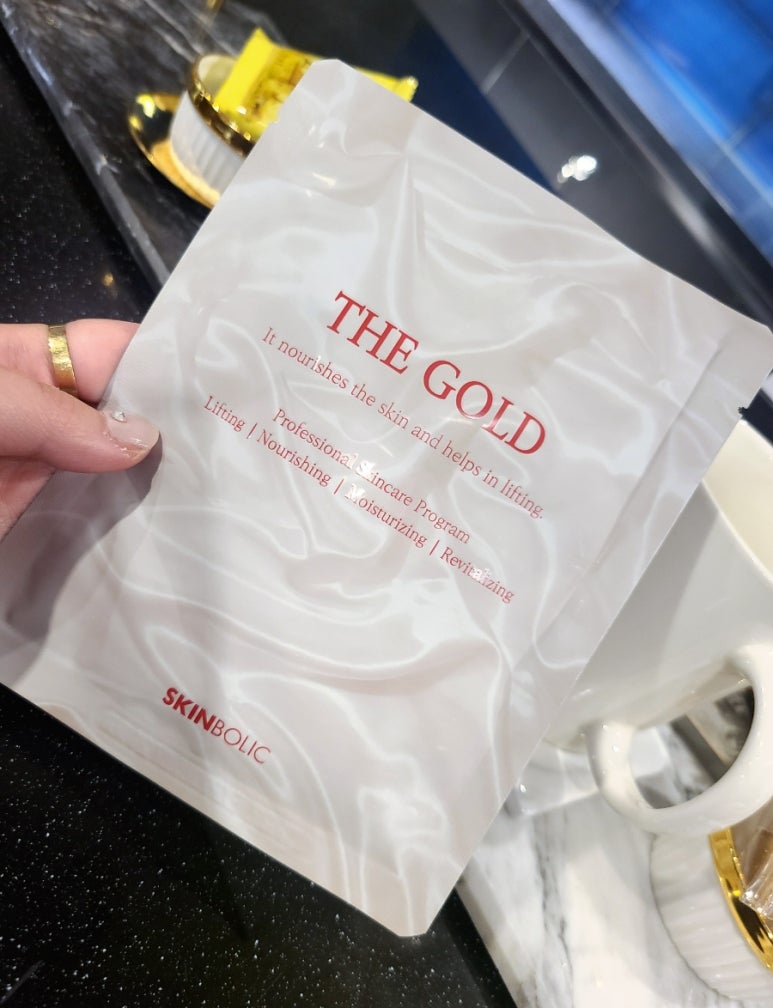 THE GOLD
It nourishes the skin and helps in lifting.
Professional Skincare Program
Lifting | Nourishing | Moisturizing | Revitalizing
SKINBOLIC